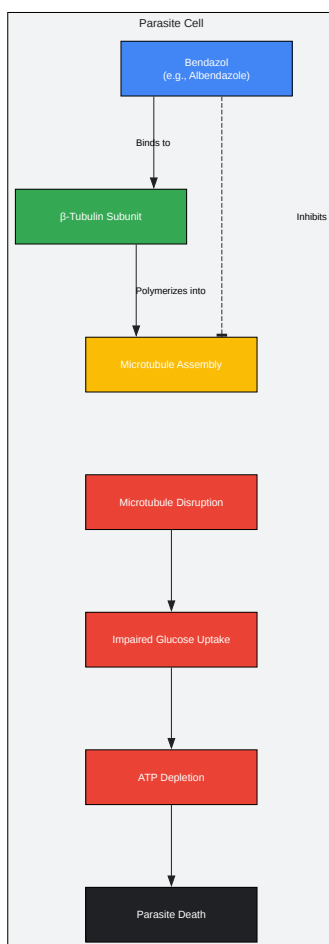 Parasite Cell
Bendazol
(e.g., Albendazole)
Binds to
β-Tubulin Subunit
Inhibits
Polymerizes into
Microtubule Assembly
Microtubule Disruption
Impaired Glucose Uptake
ATP Depletion
Parasite Death